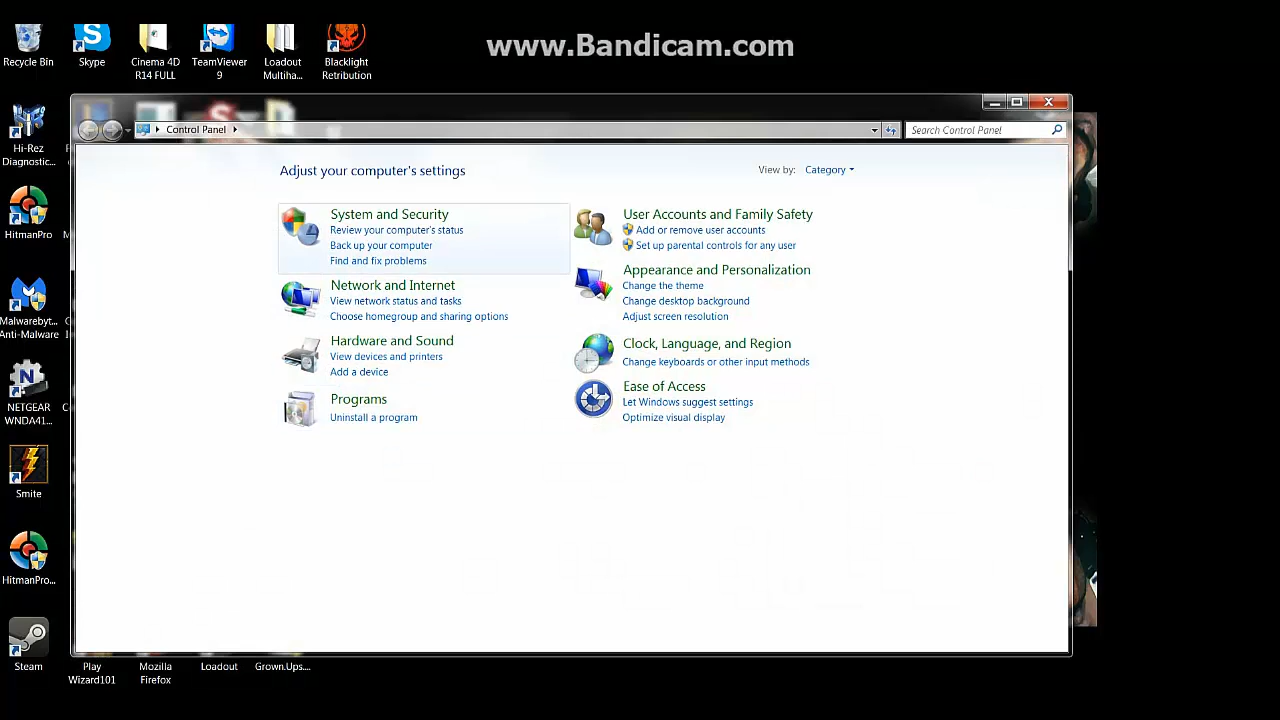 www.Bandicam.com
Recycle Bin
Skype
Cinema 4D
R14 FULL
TeamViewer
9
Loadout
Multiha...
Blacklight
Retribution
Hi-Rez
Diagnostic...
HitmanPro
Malwarebyt...
Anti-Malware
NETGEAR
WNDA41...
Smite
HitmanPro...
Steam
Play
Wizard101
Mozilla
Firefox
Loadout
Grown.Ups....
Control Panel
Search Control Panel
Adjust your computer's settings
View by: Category
System and Security
Review your computer's status
Back up your computer
Find and fix problems
Network and Internet
View network status and tasks
Choose homegroup and sharing options
Hardware and Sound
View devices and printers
Add a device
Programs
Uninstall a program
User Accounts and Family Safety
Add or remove user accounts
Set up parental controls for any user
Appearance and Personalization
Change the theme
Change desktop background
Adjust screen resolution
Clock, Language, and Region
Change keyboards or other input methods
Ease of Access
Let Windows suggest settings
Optimize visual display